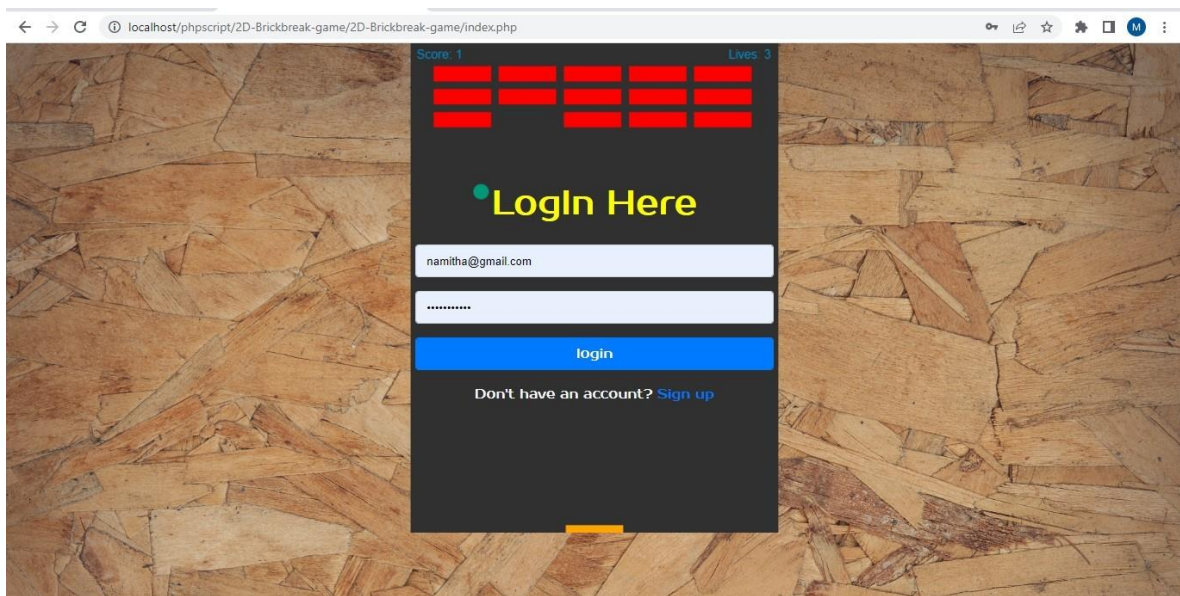 localhost/phpscript/2D-Brickbreak-game/2D-Brickbreak-game/index.php
M
Score: 1 Lives: 3
LogIn Here
namitha@gmail.com
•••••••••••
login
Don't have an account? Sign up